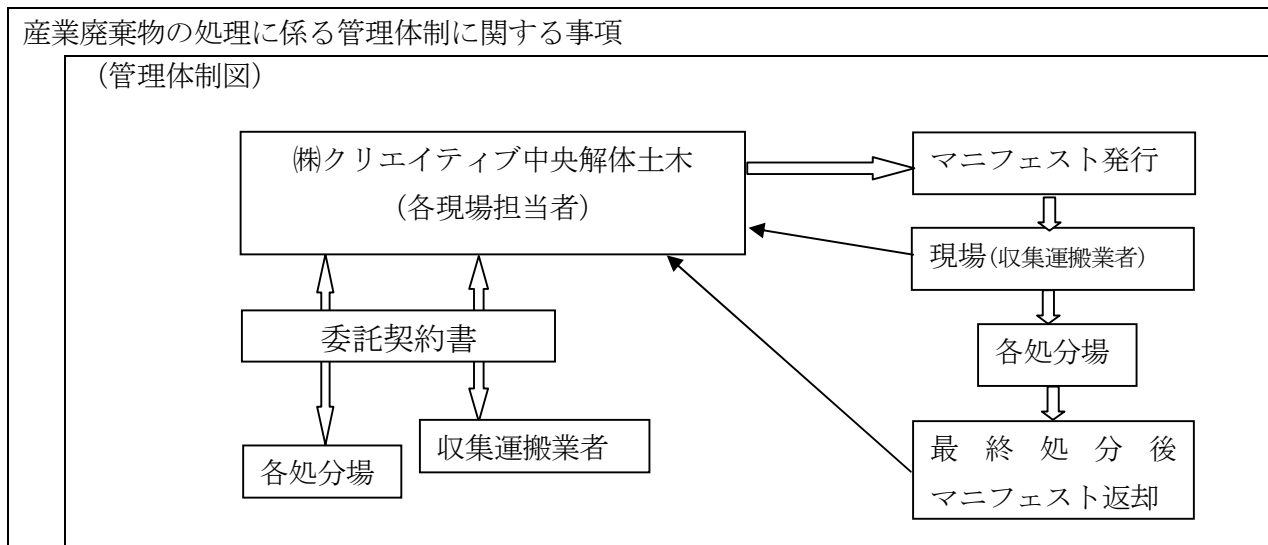 産業廃棄物の処理に係る管理体制に関する事項
（管理体制図）
㈱クリエイティブ中央解体土木
（各現場担当者）
マニフェスト発行
現場（収集運搬業者）
各処分場
最終処分後
マニフェスト返却
委託契約書
収集運搬業者
各処分場